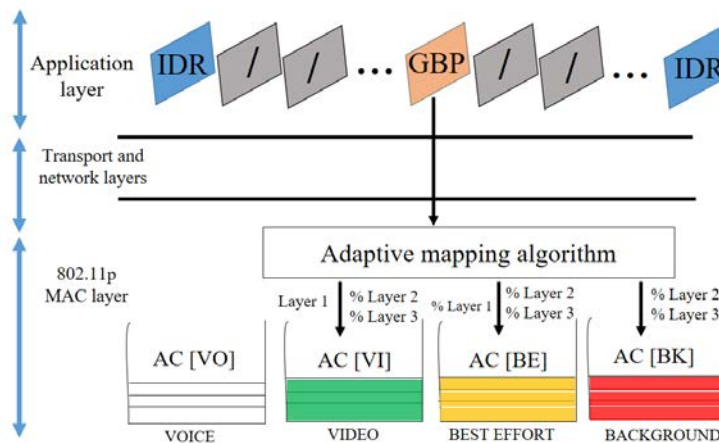 IDR / / ... GBP / / ... IDR
Application
layer
Transport and
network layers
Adaptive mapping algorithm
802.11p
MAC layer
Layer 1
% Layer 2
% Layer 3
% Layer 1
% Layer 2
% Layer 3
% Layer 2
% Layer 3
AC [VO]
AC [VI]
AC [BE]
AC [BK]
VOICE
VIDEO
BEST EFFORT
BACKGROUND